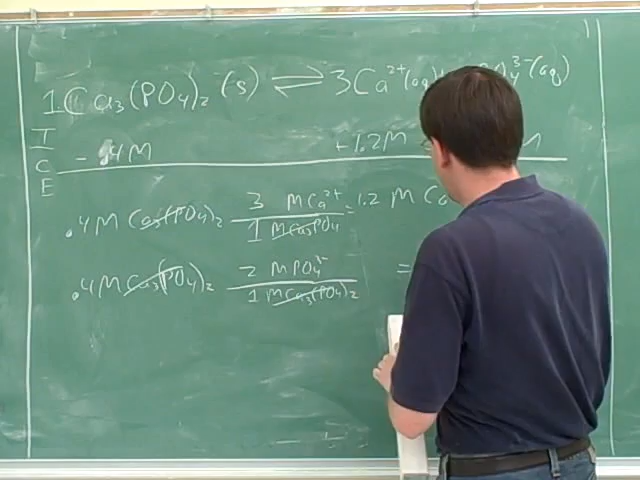 1 Ca₃(PO₄)₂ (s) ⇌ 3Ca²⁺(aq) O₄³⁻(aq)
I
C - .4M +1.2M M
E
.4M Ca₃(PO₄)₂ 3 M Ca²⁺ / 1 M Ca₃PO₄ = 1.2 M Ca
.4M Ca₃(PO₄)₂ 2 M PO₄³⁻ / 1 M Ca₃(PO₄)₂ =